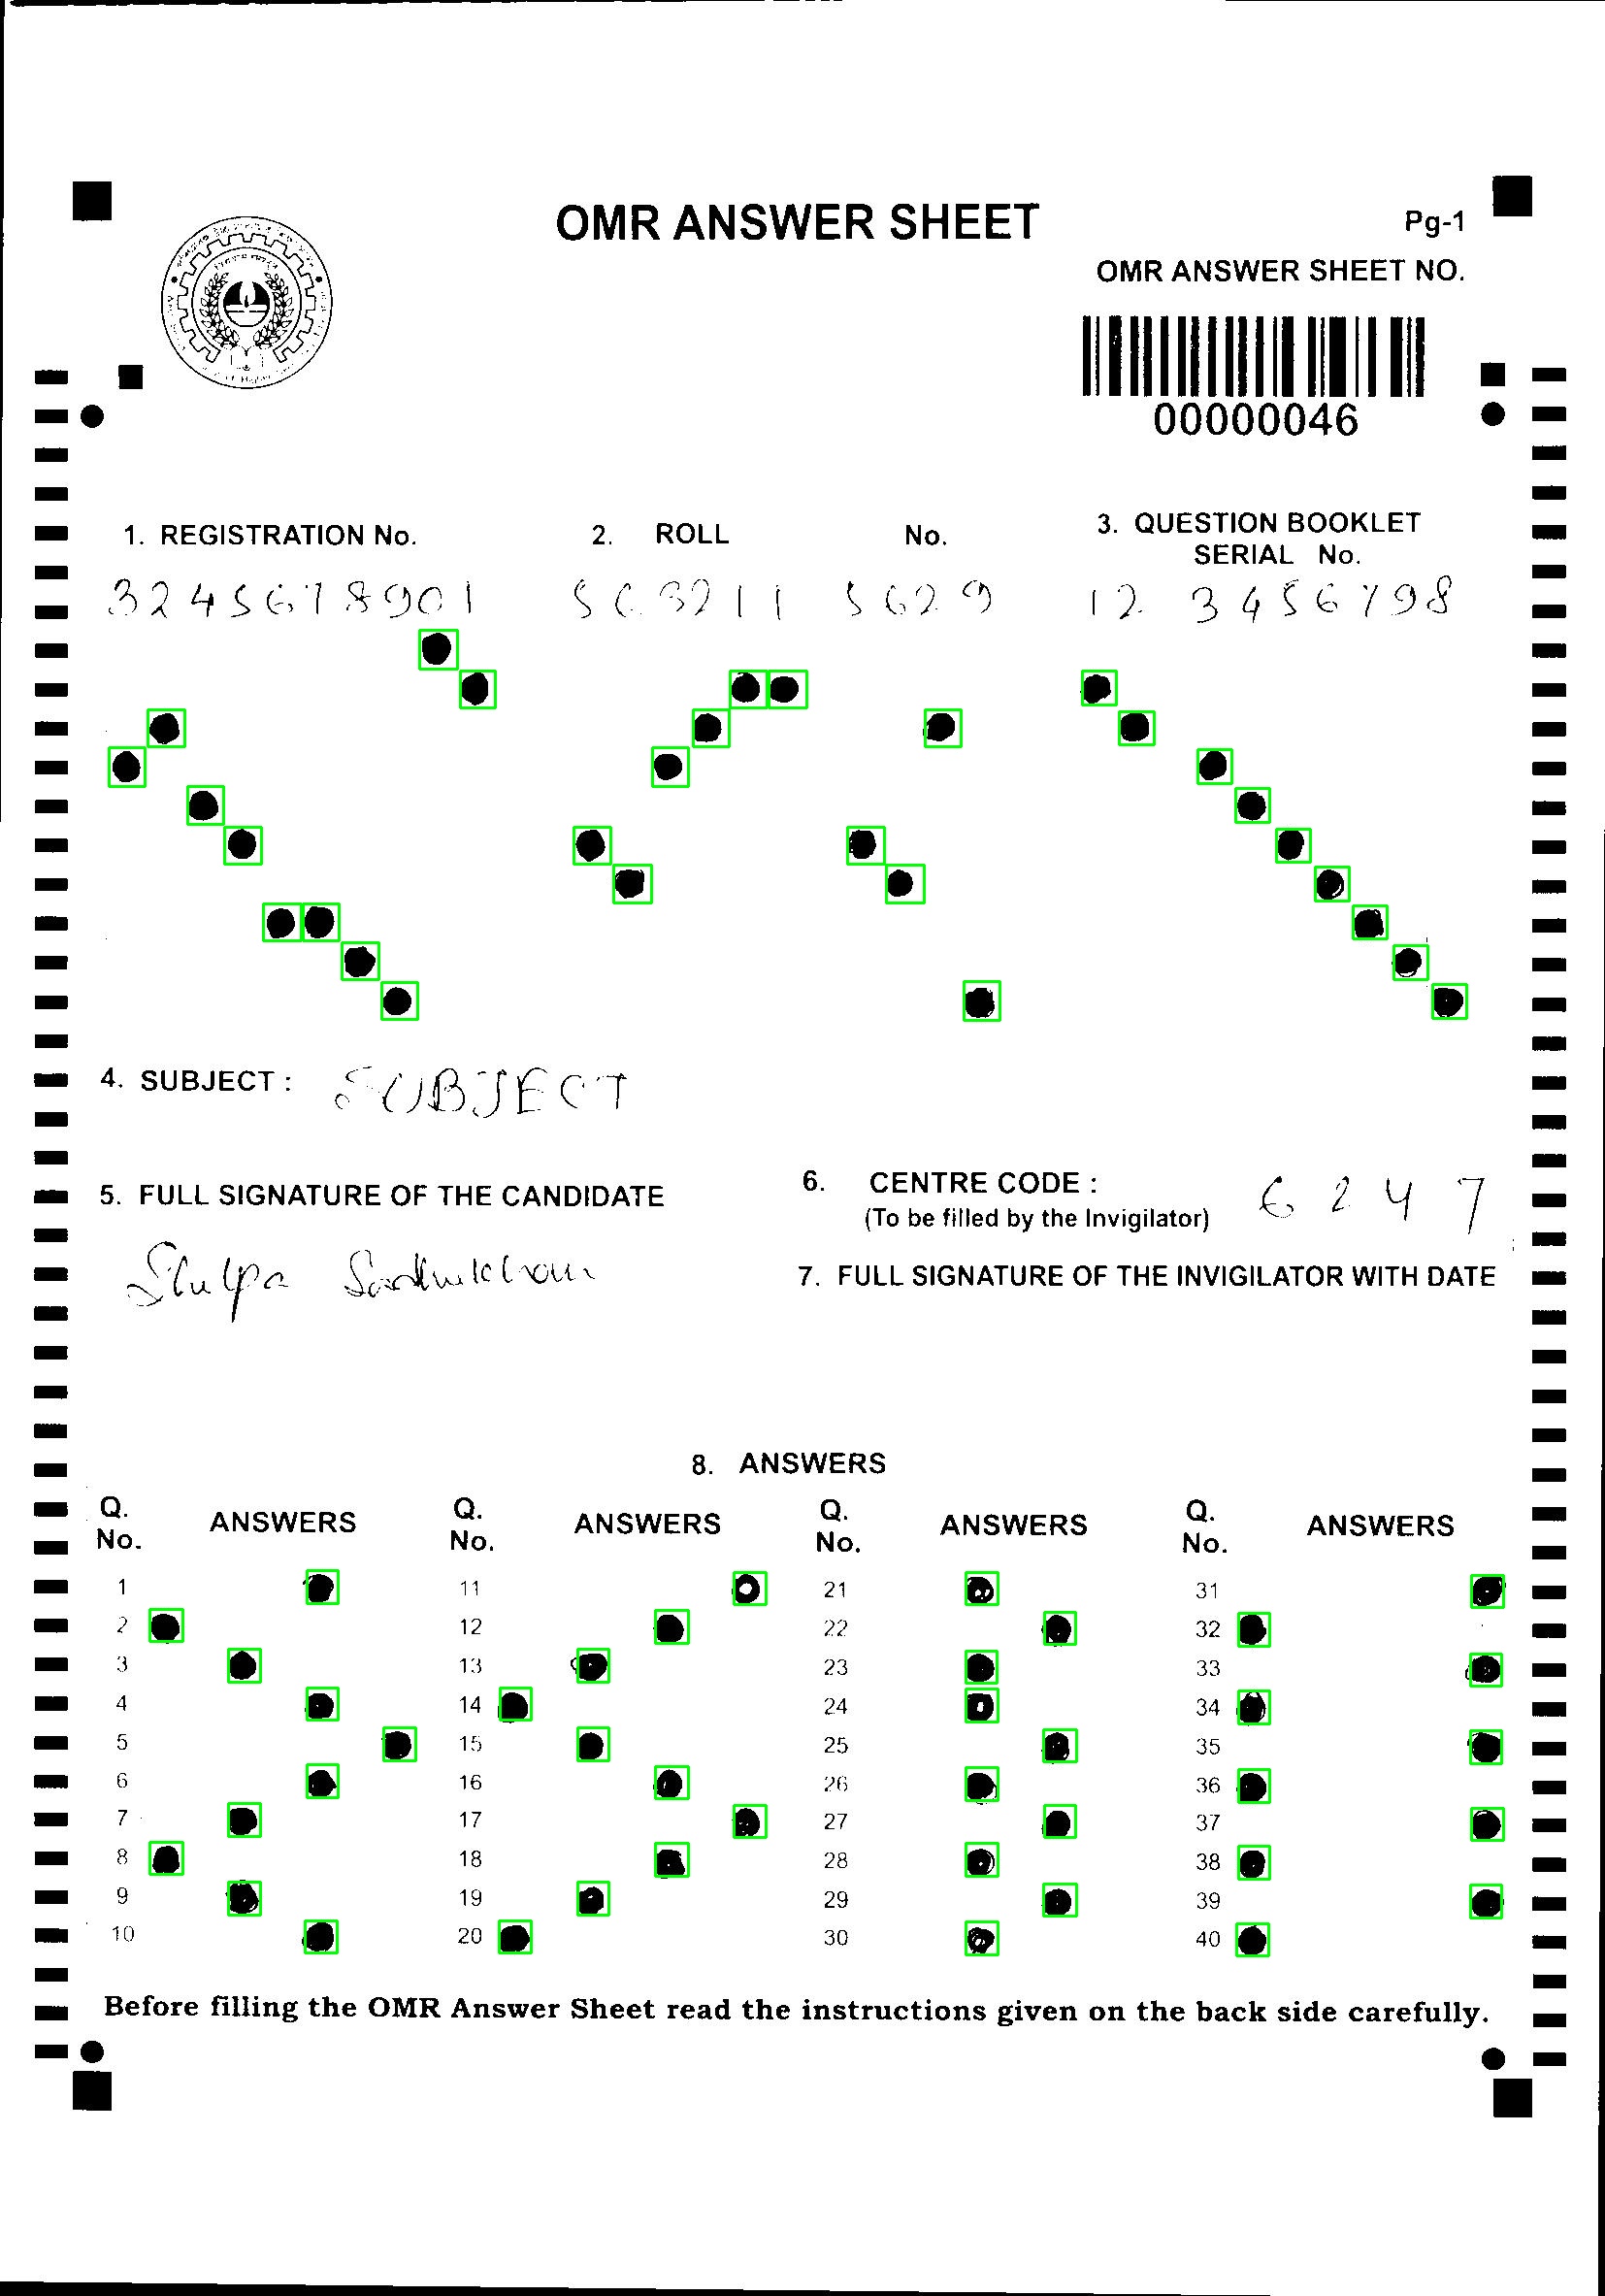 OMR ANSWER SHEET
Pg-1
OMR ANSWER SHEET NO.
00000046
1. REGISTRATION No.
2. ROLL No.
3. QUESTION BOOKLET
SERIAL No.
3245678901
563211 5629
12 3456798
4. SUBJECT : SUBJECT
5. FULL SIGNATURE OF THE CANDIDATE
6. CENTRE CODE : 6247
(To be filled by the Invigilator)
7. FULL SIGNATURE OF THE INVIGILATOR WITH DATE
8. ANSWERS
Q. No. ANSWERS Q. No. ANSWERS Q. No. ANSWERS Q. No. ANSWERS
1 11 21 31
2 12 22 32
3 13 23 33
4 14 24 34
5 15 25 35
6 16 26 36
7 17 27 37
8 18 28 38
9 19 29 39
10 20 30 40
Before filling the OMR Answer Sheet read the instructions given on the back side carefully.